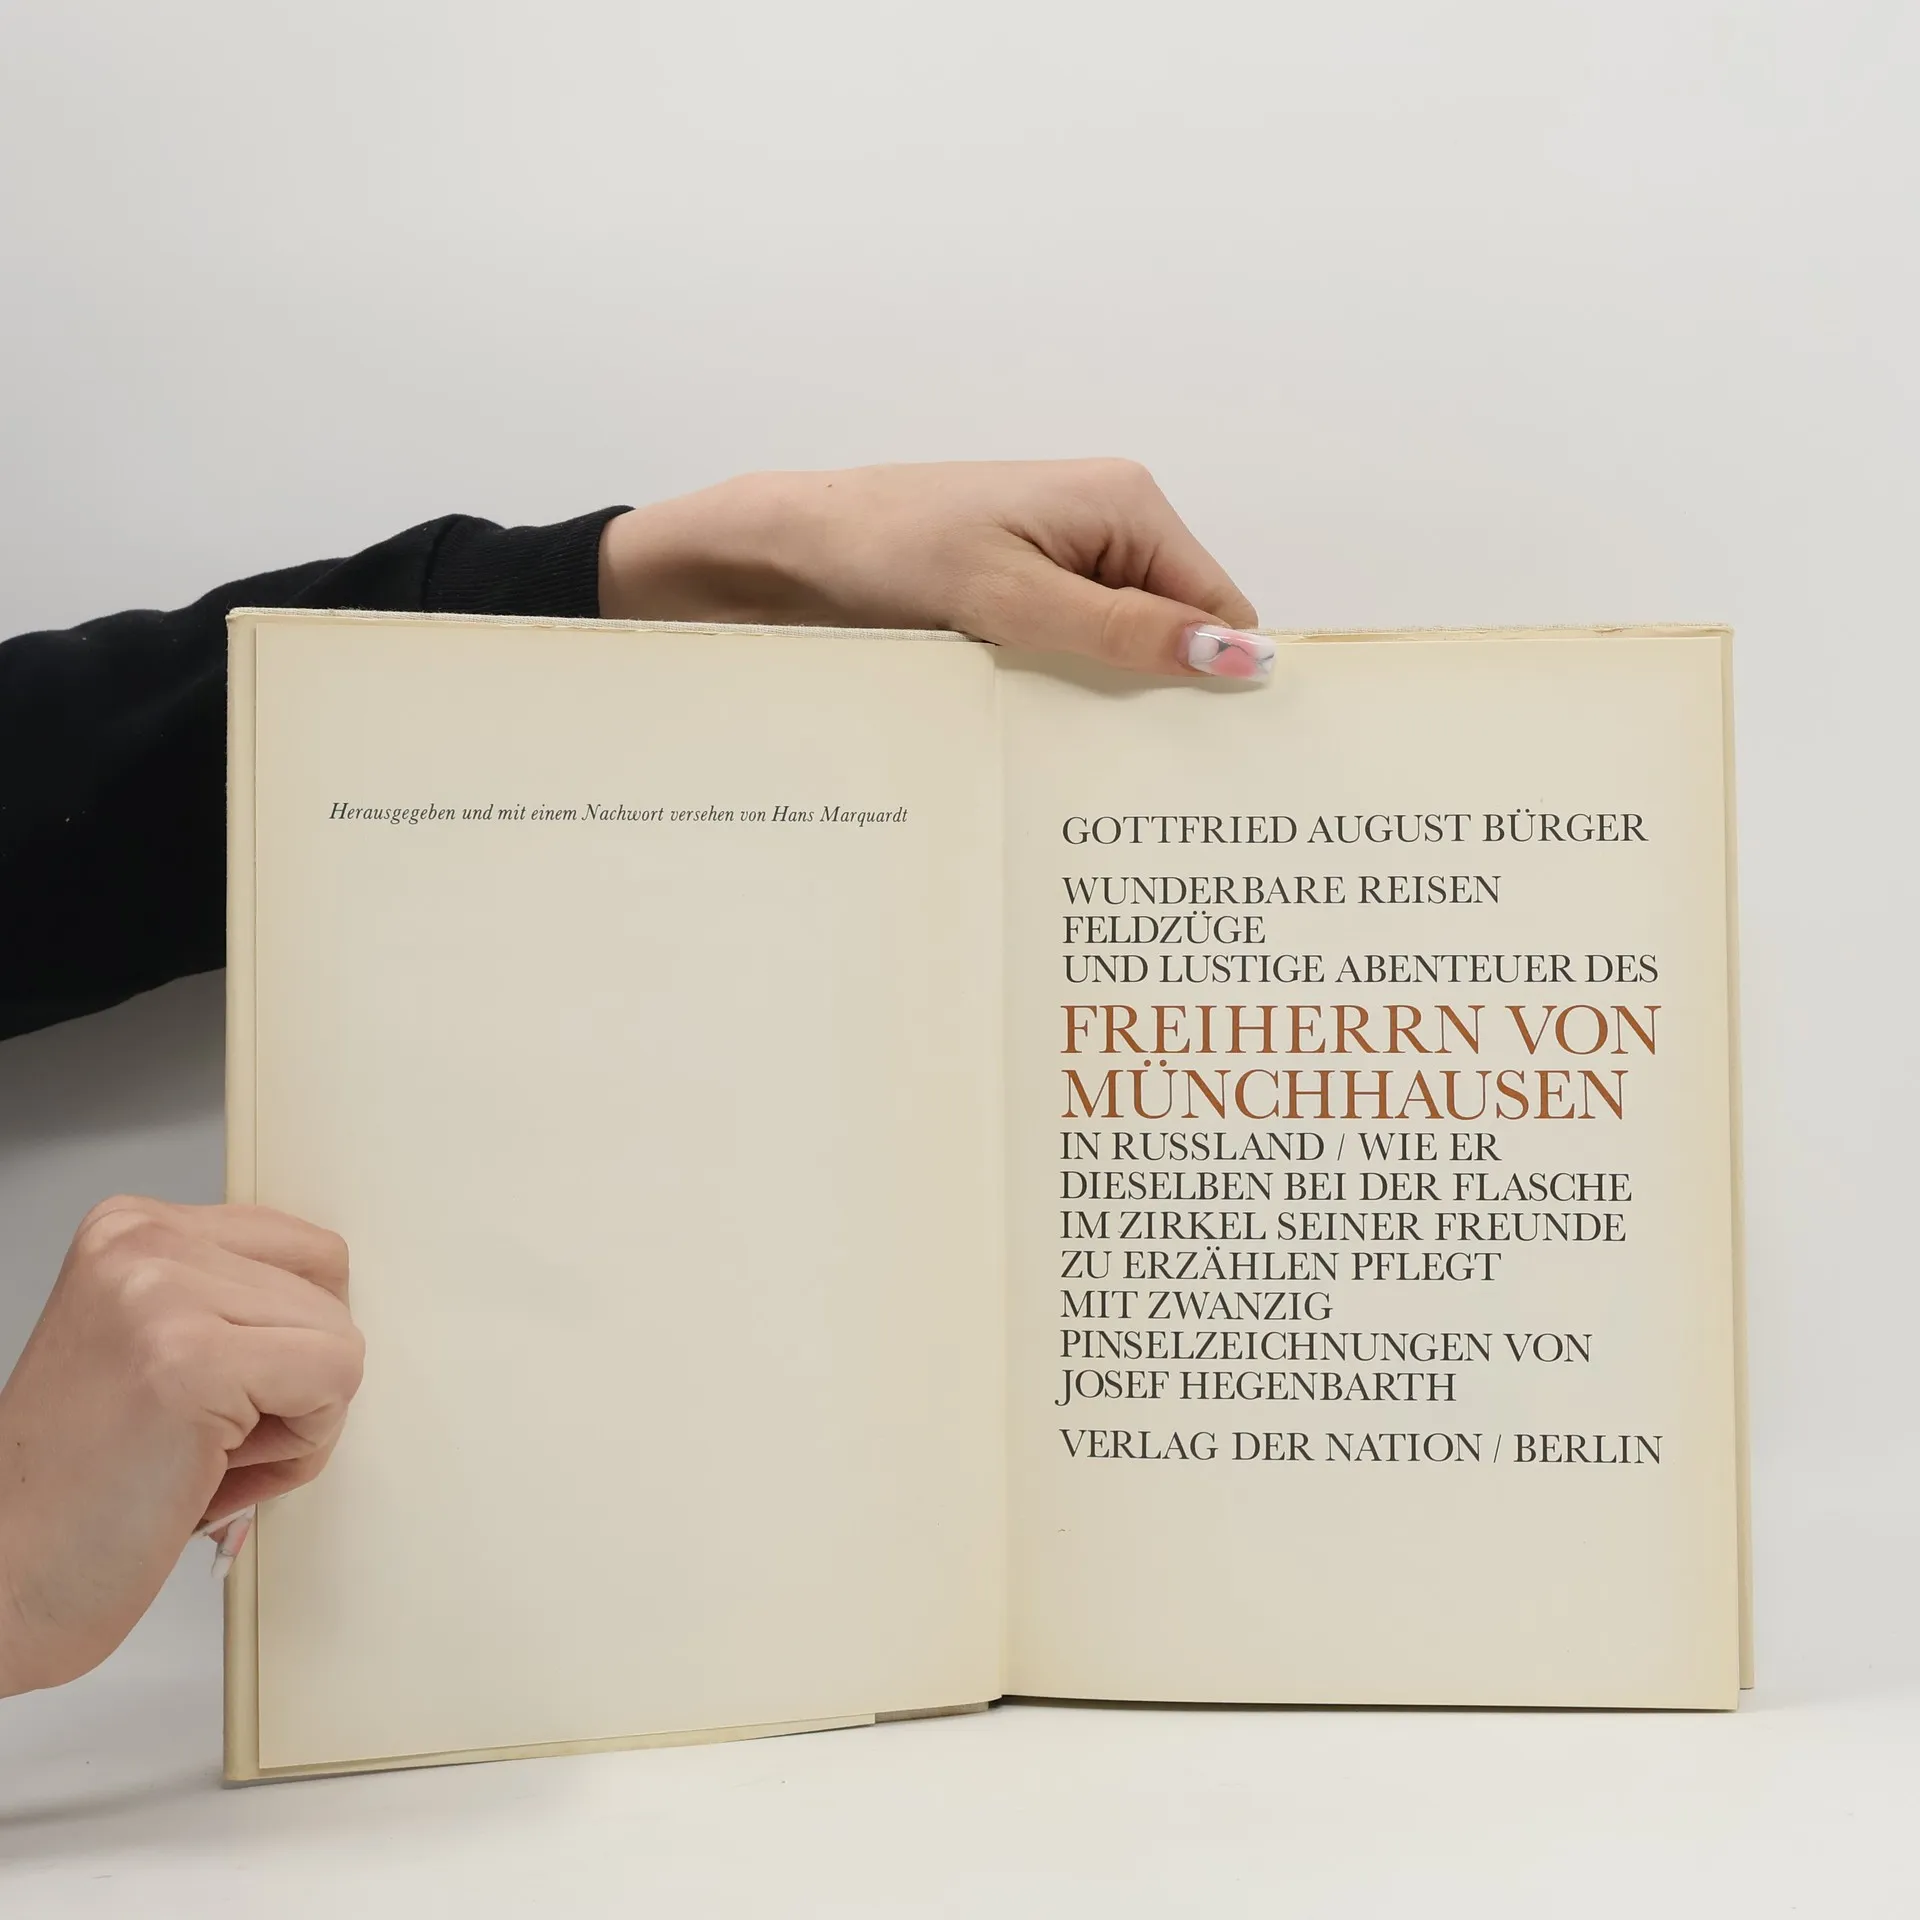 Herausgegeben und mit einem Nachwort versehen von Hans Marquardt
GOTTFRIED AUGUST BÜRGER
WUNDERBARE REISEN
FELDZÜGE
UND LUSTIGE ABENTEUER DES
FREIHERRN VON
MÜNCHHAUSEN
IN RUSSLAND / WIE ER
DIESELBEN BEI DER FLASCHE
IM ZIRKEL SEINER FREUNDE
ZU ERZÄHLEN PFLEGT
MIT ZWANZIG
PINSELZEICHNUNGEN VON
JOSEF HEGENBARTH
VERLAG DER NATION / BERLIN